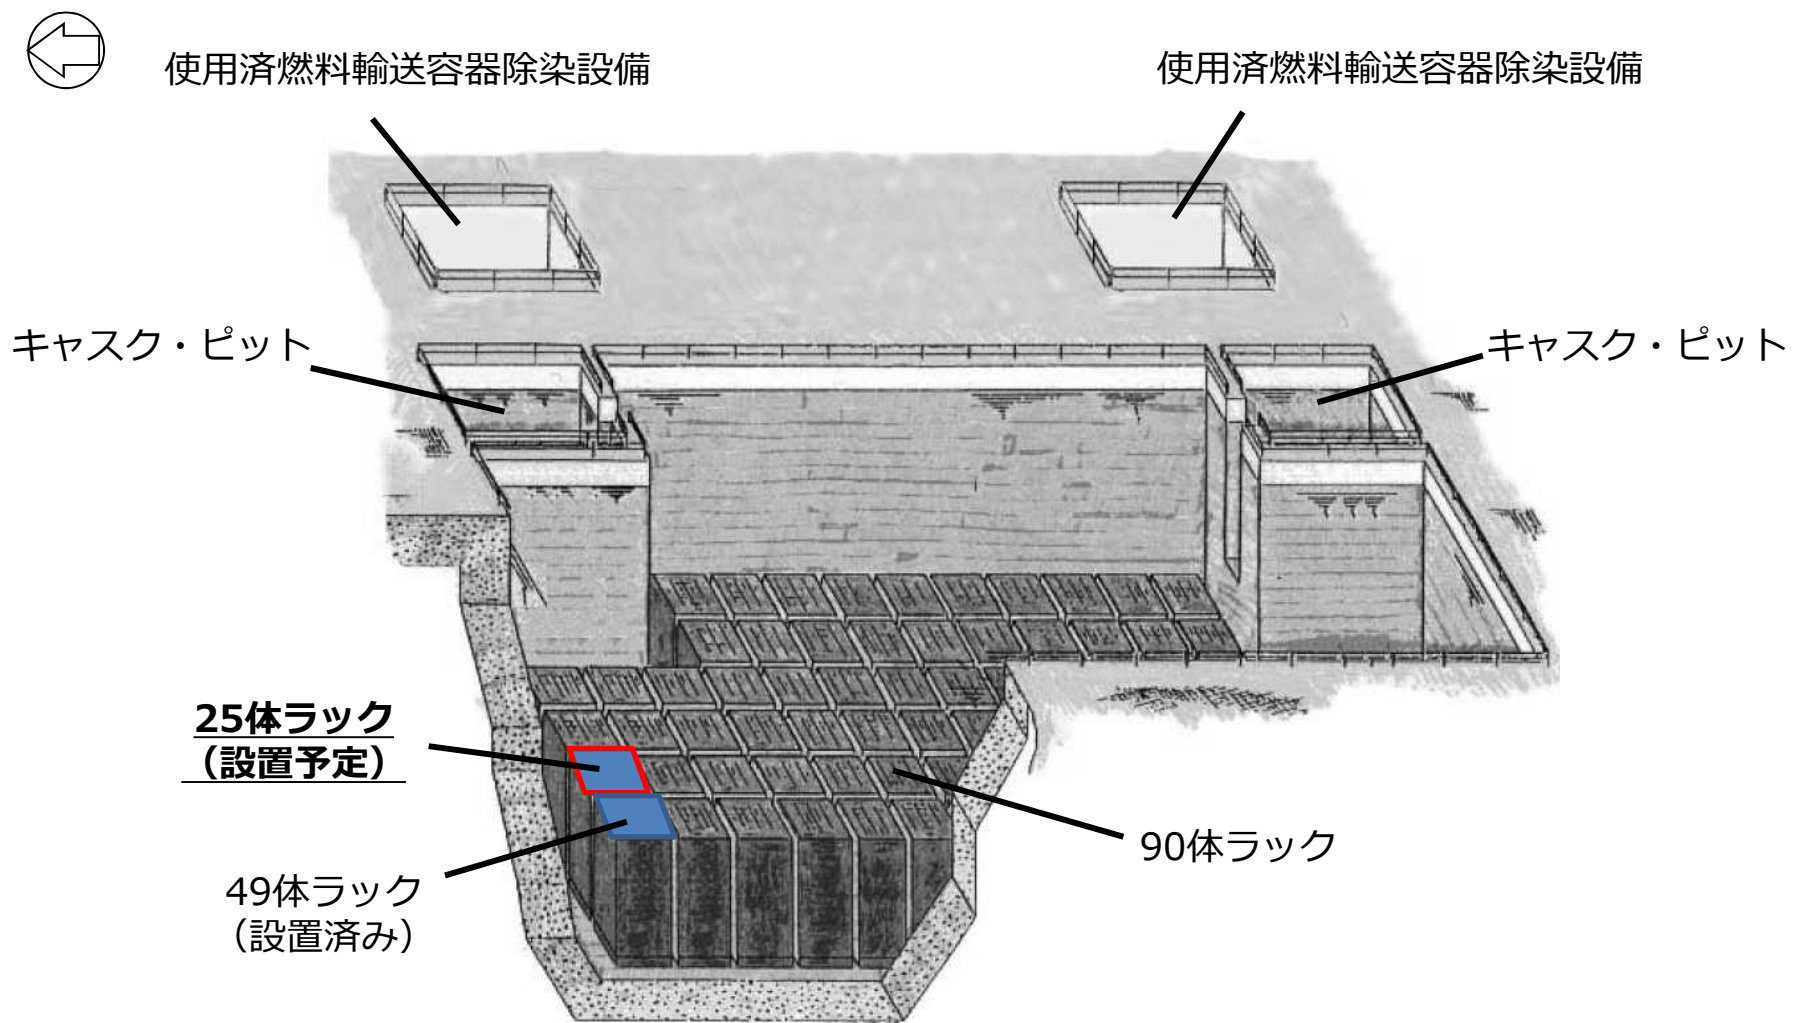 使用済燃料輸送容器除染設備
使用済燃料輸送容器除染設備
キャスク・ピット
キャスク・ピット
25体ラック
（設置予定）
90体ラック
49体ラック
（設置済み）